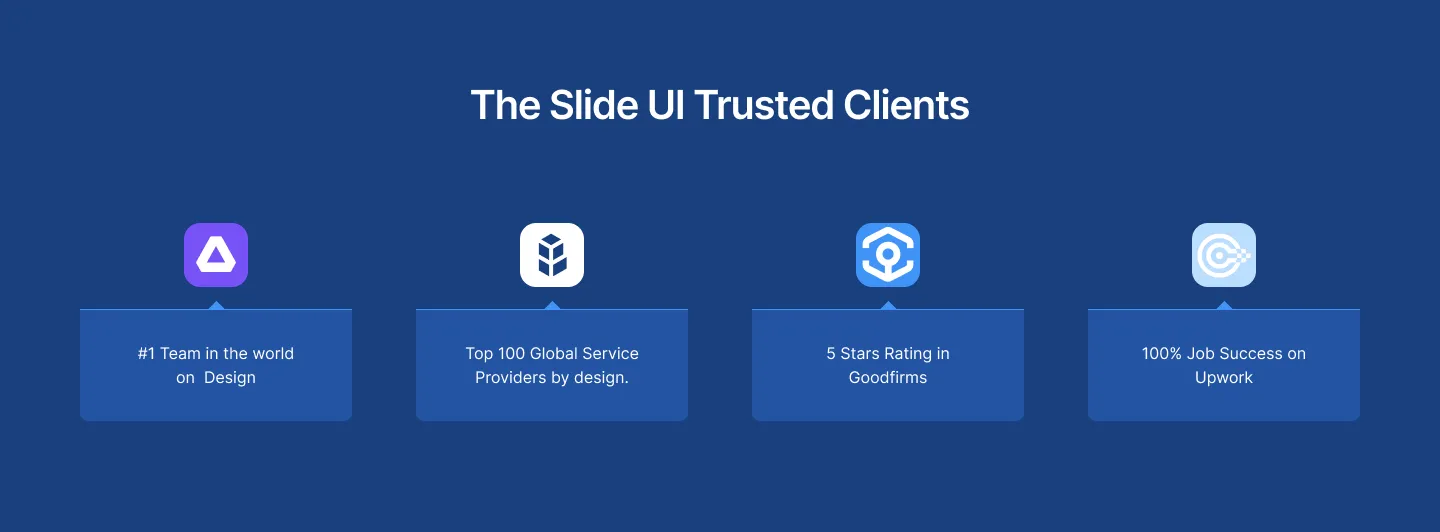 The Slide UI Trusted Clients
#1 Team in the world
on  Design
Top 100 Global Service
Providers by design.
5 Stars Rating in
Goodfirms
100% Job Success on
Upwork